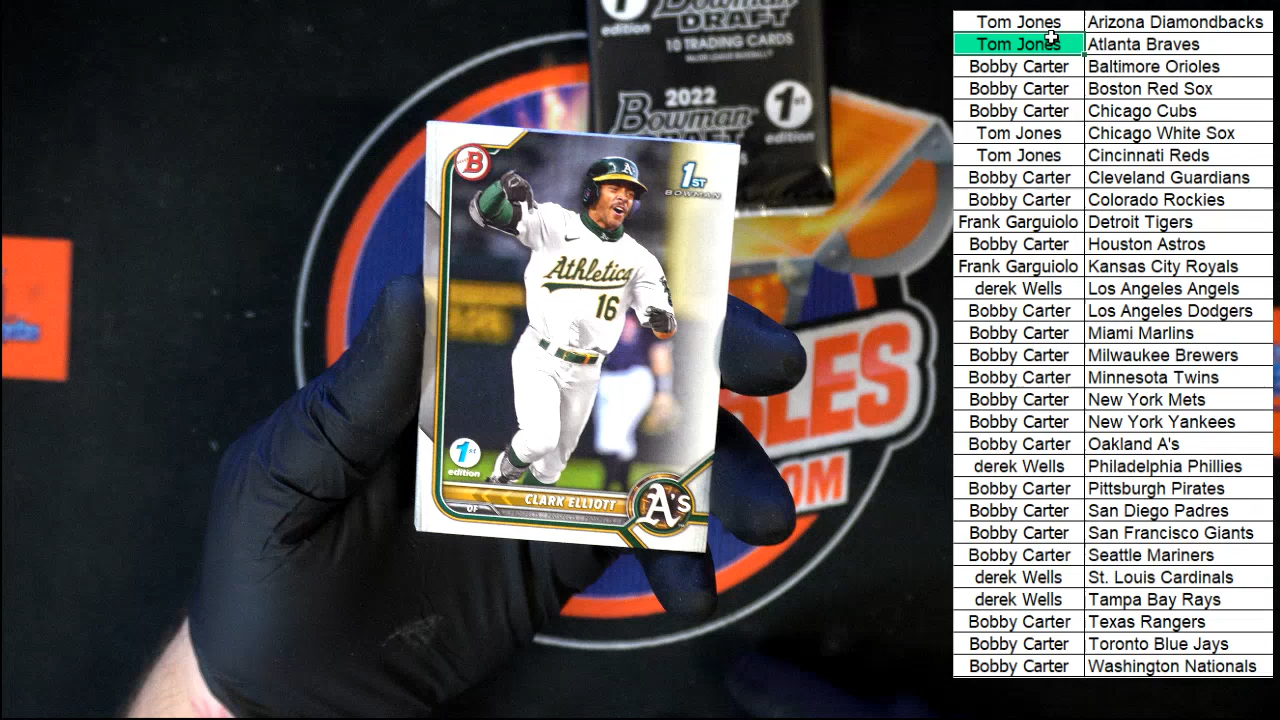 1st
edition
Bowman
DRAFT
10 TRADING CARDS
MAJOR LEAGUE BASEBALL
2022
Bowman
DRAFT
1st
edition
B
1ST
BOWMAN
A's
Athletics
16
1st
edition
CLARK ELLIOTT
OF
A's
Tom Jones Arizona Diamondbacks
Tom Jones Atlanta Braves
Bobby Carter Baltimore Orioles
Bobby Carter Boston Red Sox
Bobby Carter Chicago Cubs
Tom Jones Chicago White Sox
Tom Jones Cincinnati Reds
Bobby Carter Cleveland Guardians
Bobby Carter Colorado Rockies
Frank Garguiolo Detroit Tigers
Bobby Carter Houston Astros
Frank Garguiolo Kansas City Royals
derek Wells Los Angeles Angels
Bobby Carter Los Angeles Dodgers
Bobby Carter Miami Marlins
Bobby Carter Milwaukee Brewers
Bobby Carter Minnesota Twins
Bobby Carter New York Mets
Bobby Carter New York Yankees
Bobby Carter Oakland A's
derek Wells Philadelphia Phillies
Bobby Carter Pittsburgh Pirates
Bobby Carter San Diego Padres
Bobby Carter San Francisco Giants
Bobby Carter Seattle Mariners
derek Wells St. Louis Cardinals
derek Wells Tampa Bay Rays
Bobby Carter Texas Rangers
Bobby Carter Toronto Blue Jays
Bobby Carter Washington Nationals